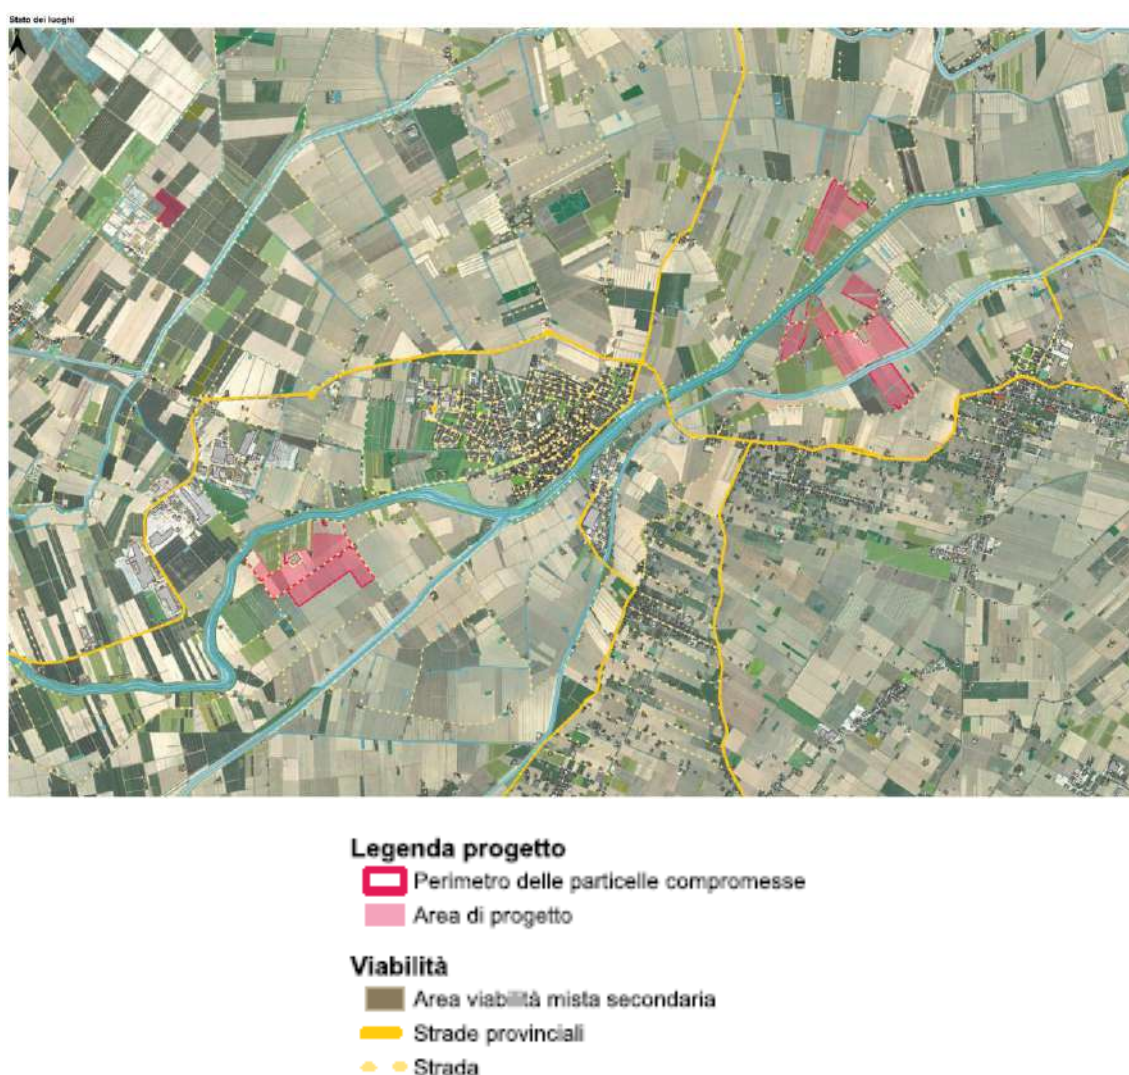 Stato dei luoghi
Legenda progetto
Perimetro delle particelle compromesse
Area di progetto
Viabilità
Area viabilità mista secondaria
Strade provinciali
Strada